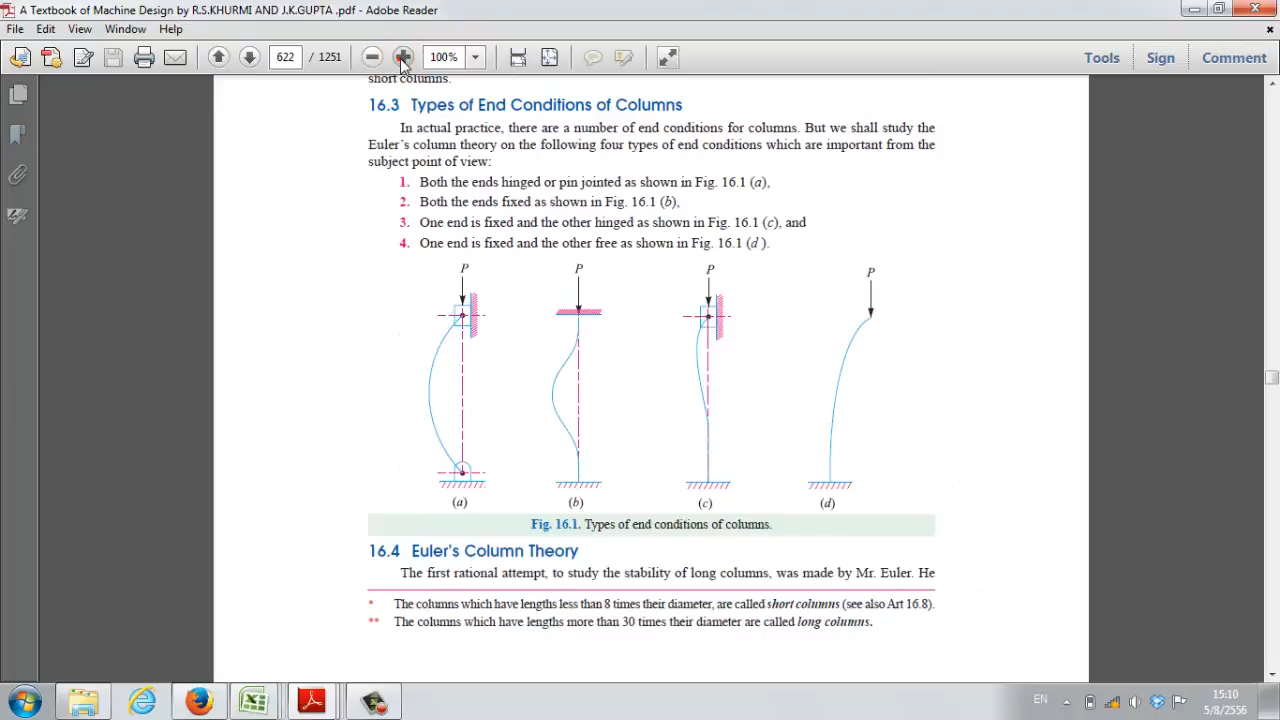 A Textbook of Machine Design by R.S.KHURMI AND J.K.GUPTA .pdf - Adobe Reader
File Edit View Window Help
622 / 1251 100% Tools Sign Comment
short columns.
16.3 Types of End Conditions of Columns
In actual practice, there are a number of end conditions for columns. But we shall study the
Euler's column theory on the following four types of end conditions which are important from the
subject point of view:
1. Both the ends hinged or pin jointed as shown in Fig. 16.1 (a),
2. Both the ends fixed as shown in Fig. 16.1 (b),
3. One end is fixed and the other hinged as shown in Fig. 16.1 (c), and
4. One end is fixed and the other free as shown in Fig. 16.1 (d ).
P P P P
(a) (b) (c) (d)
Fig. 16.1. Types of end conditions of columns.
16.4 Euler's Column Theory
The first rational attempt, to study the stability of long columns, was made by Mr. Euler. He
* The columns which have lengths less than 8 times their diameter, are called short columns (see also Art 16.8).
** The columns which have lengths more than 30 times their diameter are called long columns.
EN 15:10
5/8/2556